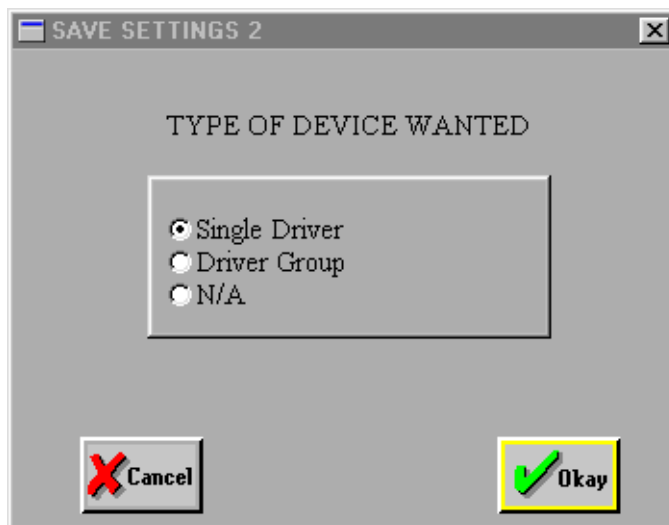 SAVE SETTINGS 2
TYPE OF DEVICE WANTED
Single Driver
Driver Group
N/A
Cancel
Okay